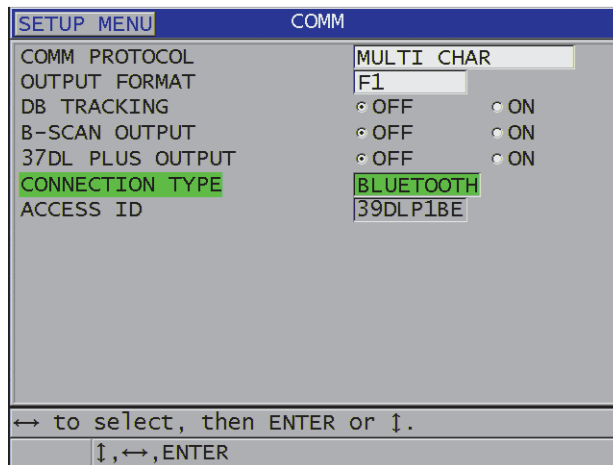 SETUP MENU COMM
COMM PROTOCOL MULTI CHAR
OUTPUT FORMAT F1
DB TRACKING OFF ON
B-SCAN OUTPUT OFF ON
37DL PLUS OUTPUT OFF ON
CONNECTION TYPE BLUETOOTH
ACCESS ID 39DLP1BE
↔ to select, then ENTER or ↕.
↕,↔,ENTER